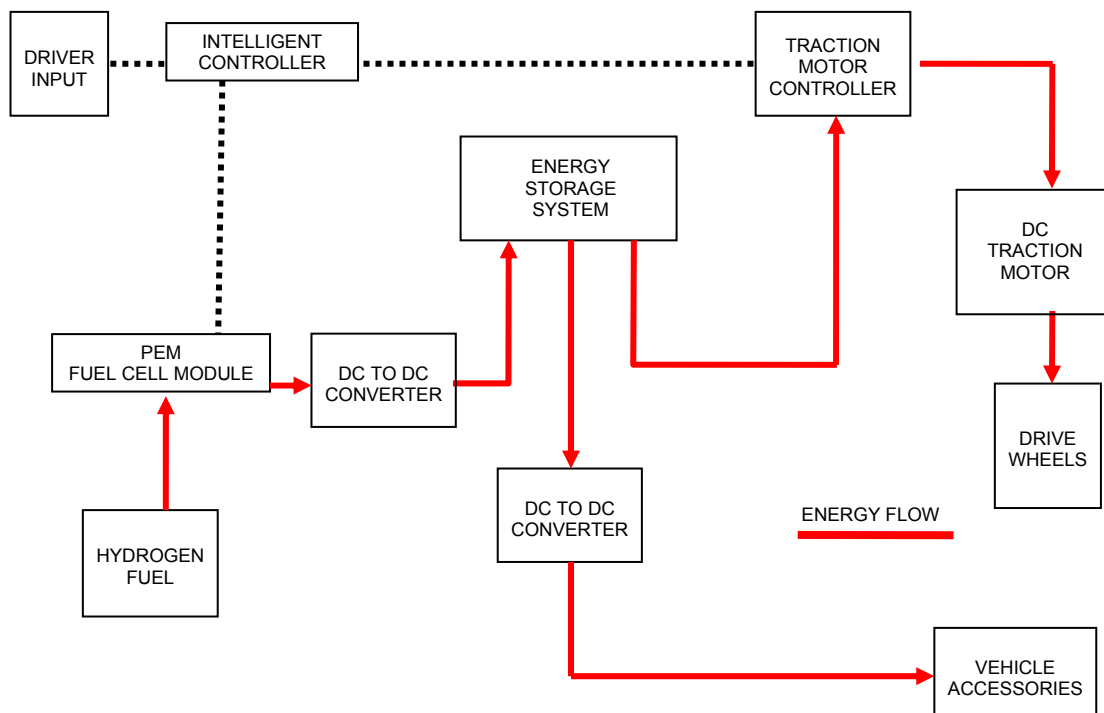 DRIVER
INPUT
INTELLIGENT
CONTROLLER
TRACTION
MOTOR
CONTROLLER
ENERGY
STORAGE
SYSTEM
DC
TRACTION
MOTOR
PEM
FUEL CELL MODULE
DC TO DC
CONVERTER
DRIVE
WHEELS
DC TO DC
CONVERTER
ENERGY FLOW
HYDROGEN
FUEL
VEHICLE
ACCESSORIES